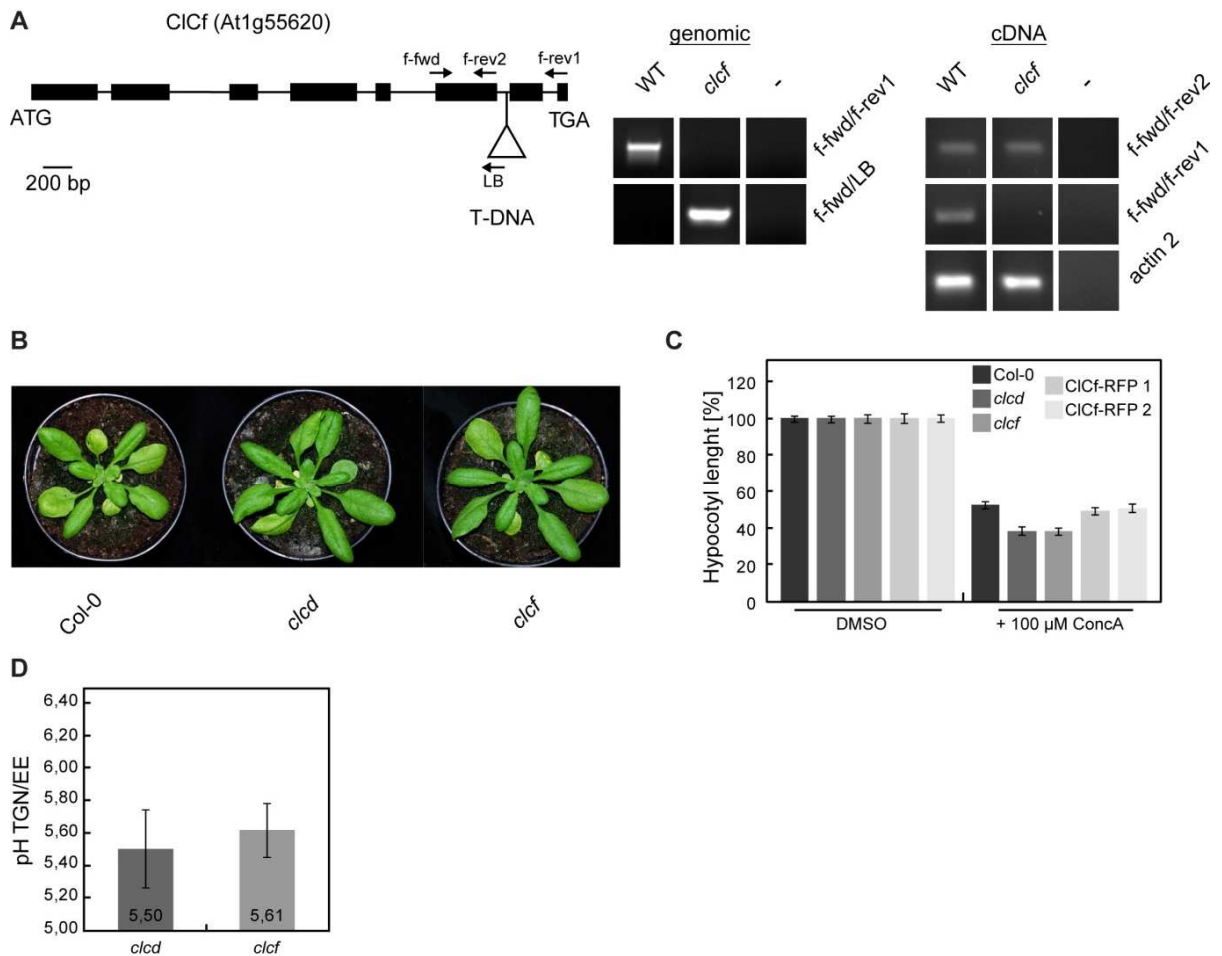 A
ClCf (At1g55620)
f-fwd
f-rev2
f-rev1
ATG
TGA
200 bp
LB
T-DNA
genomic
WT
clcf
-
f-fwd/f-rev1
f-fwd/LB
cDNA
WT
clcf
-
f-fwd/f-rev2
f-fwd/f-rev1
actin 2
B
Col-0
clcd
clcf
C
Hypocotyl lenght [%]
120
100
80
60
40
20
0
Col-0
clcd
clcf
ClCf-RFP 1
ClCf-RFP 2
DMSO
+ 100 µM ConcA
D
pH TGN/EE
6,40
6,20
6,00
5,80
5,60
5,40
5,20
5,00
5,50
5,61
clcd
clcf